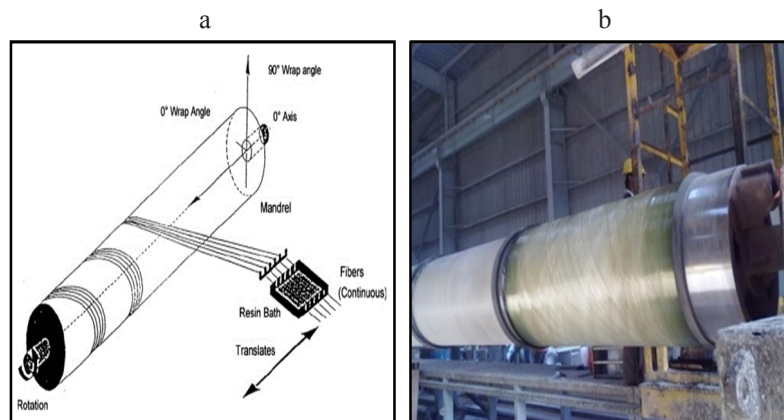 a
b
90° Wrap angle
0° Wrap Angle
0° Axis
Mandrel
Fibers
(Continuous)
Resin Bath
Translates
Rotation